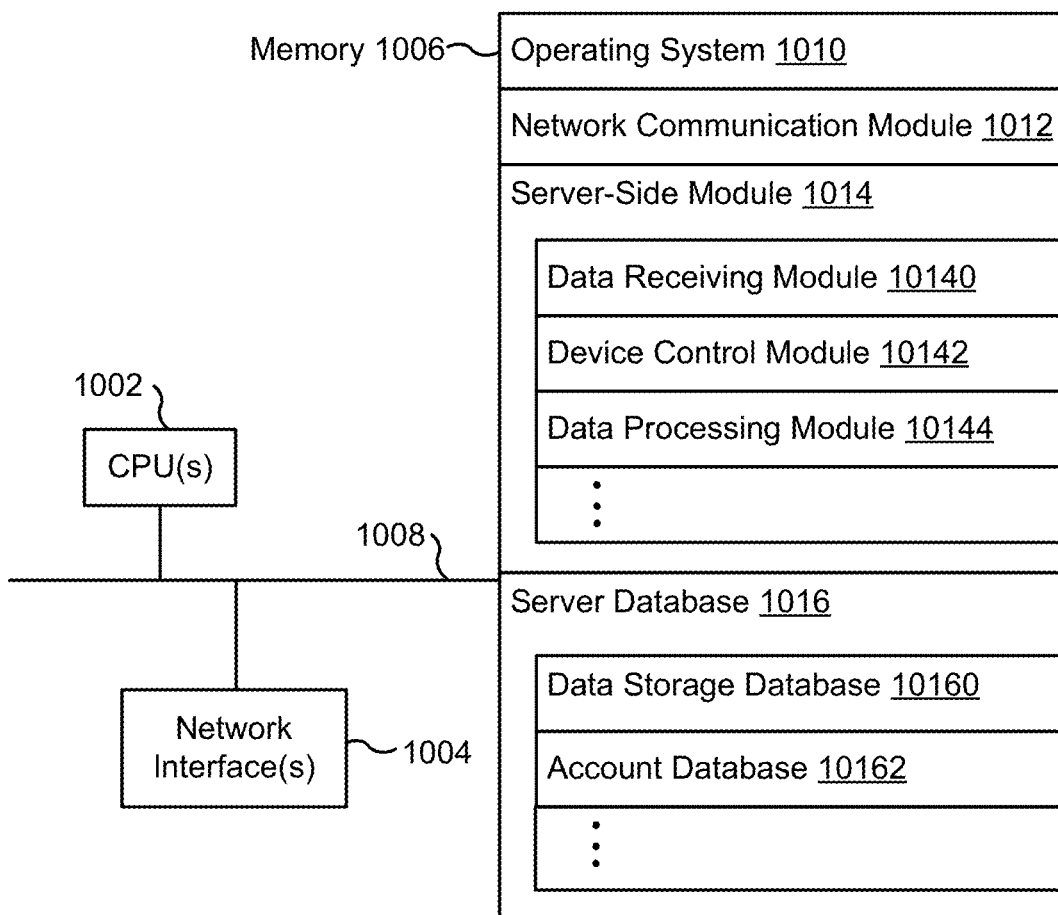 Memory 1006
Operating System 1010
Network Communication Module 1012
Server-Side Module 1014
Data Receiving Module 10140
Device Control Module 10142
Data Processing Module 10144
1002
CPU(s)
1008
Server Database 1016
Data Storage Database 10160
Network
Interface(s)
1004
Account Database 10162